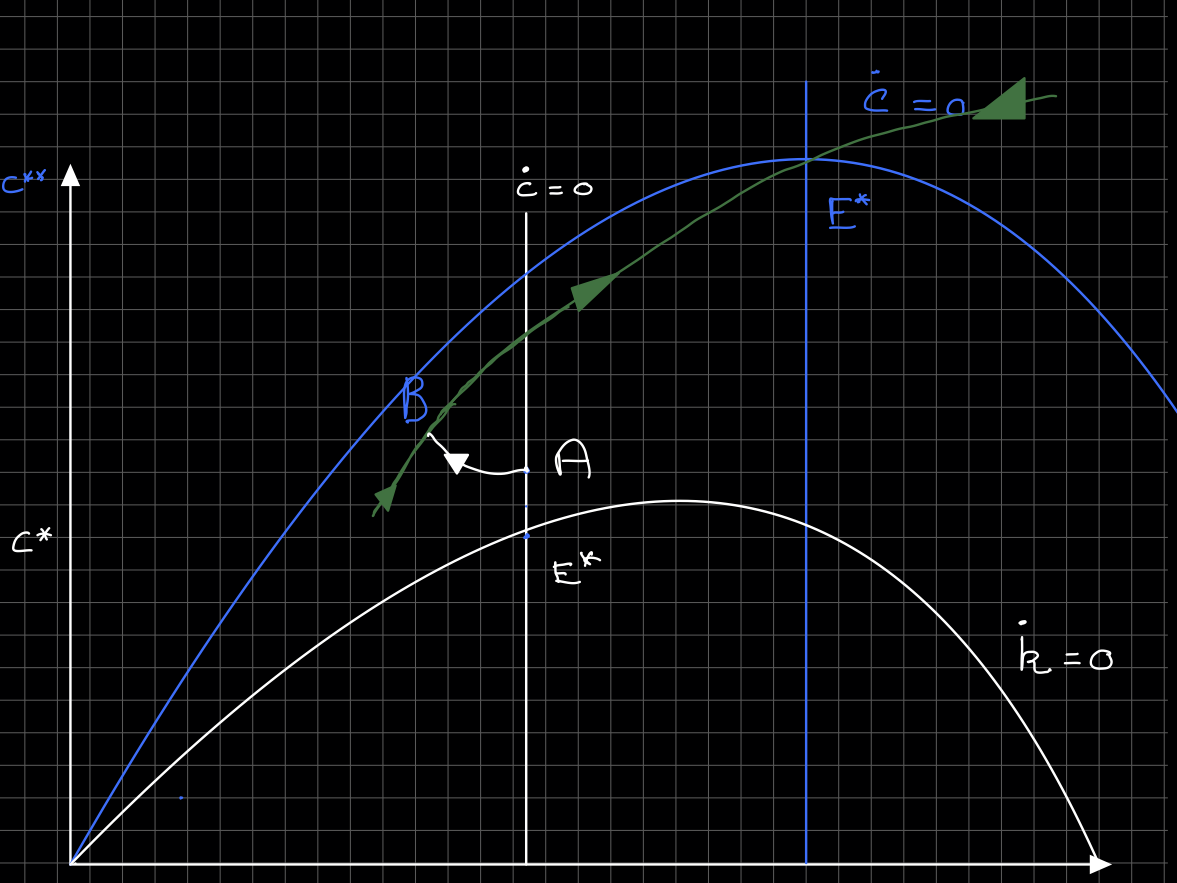 ċ = 0
c**
ċ = 0
E*
B
A
c*
E*
k̇ = 0